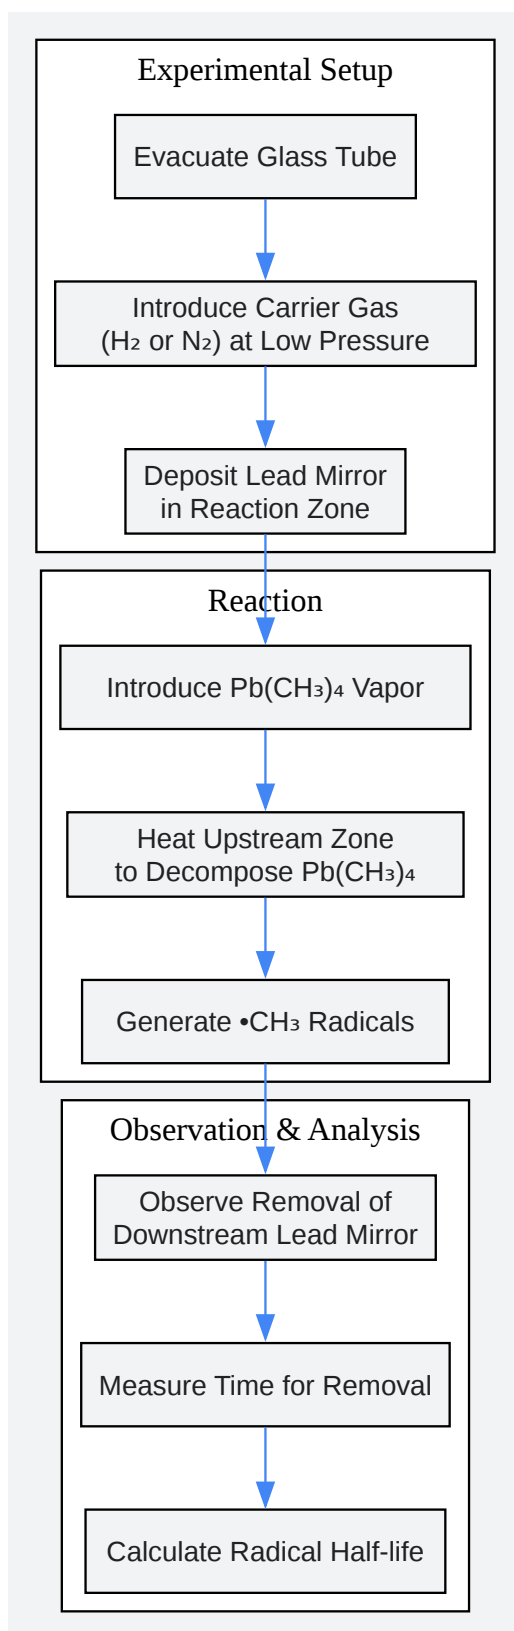 Experimental Setup
Evacuate Glass Tube
Introduce Carrier Gas
(H₂ or N₂) at Low Pressure
Deposit Lead Mirror
in Reaction Zone
Reaction
Introduce Pb(CH₃)₄ Vapor
Heat Upstream Zone
to Decompose Pb(CH₃)₄
Generate •CH₃ Radicals
Observation & Analysis
Observe Removal of
Downstream Lead Mirror
Measure Time for Removal
Calculate Radical Half-life